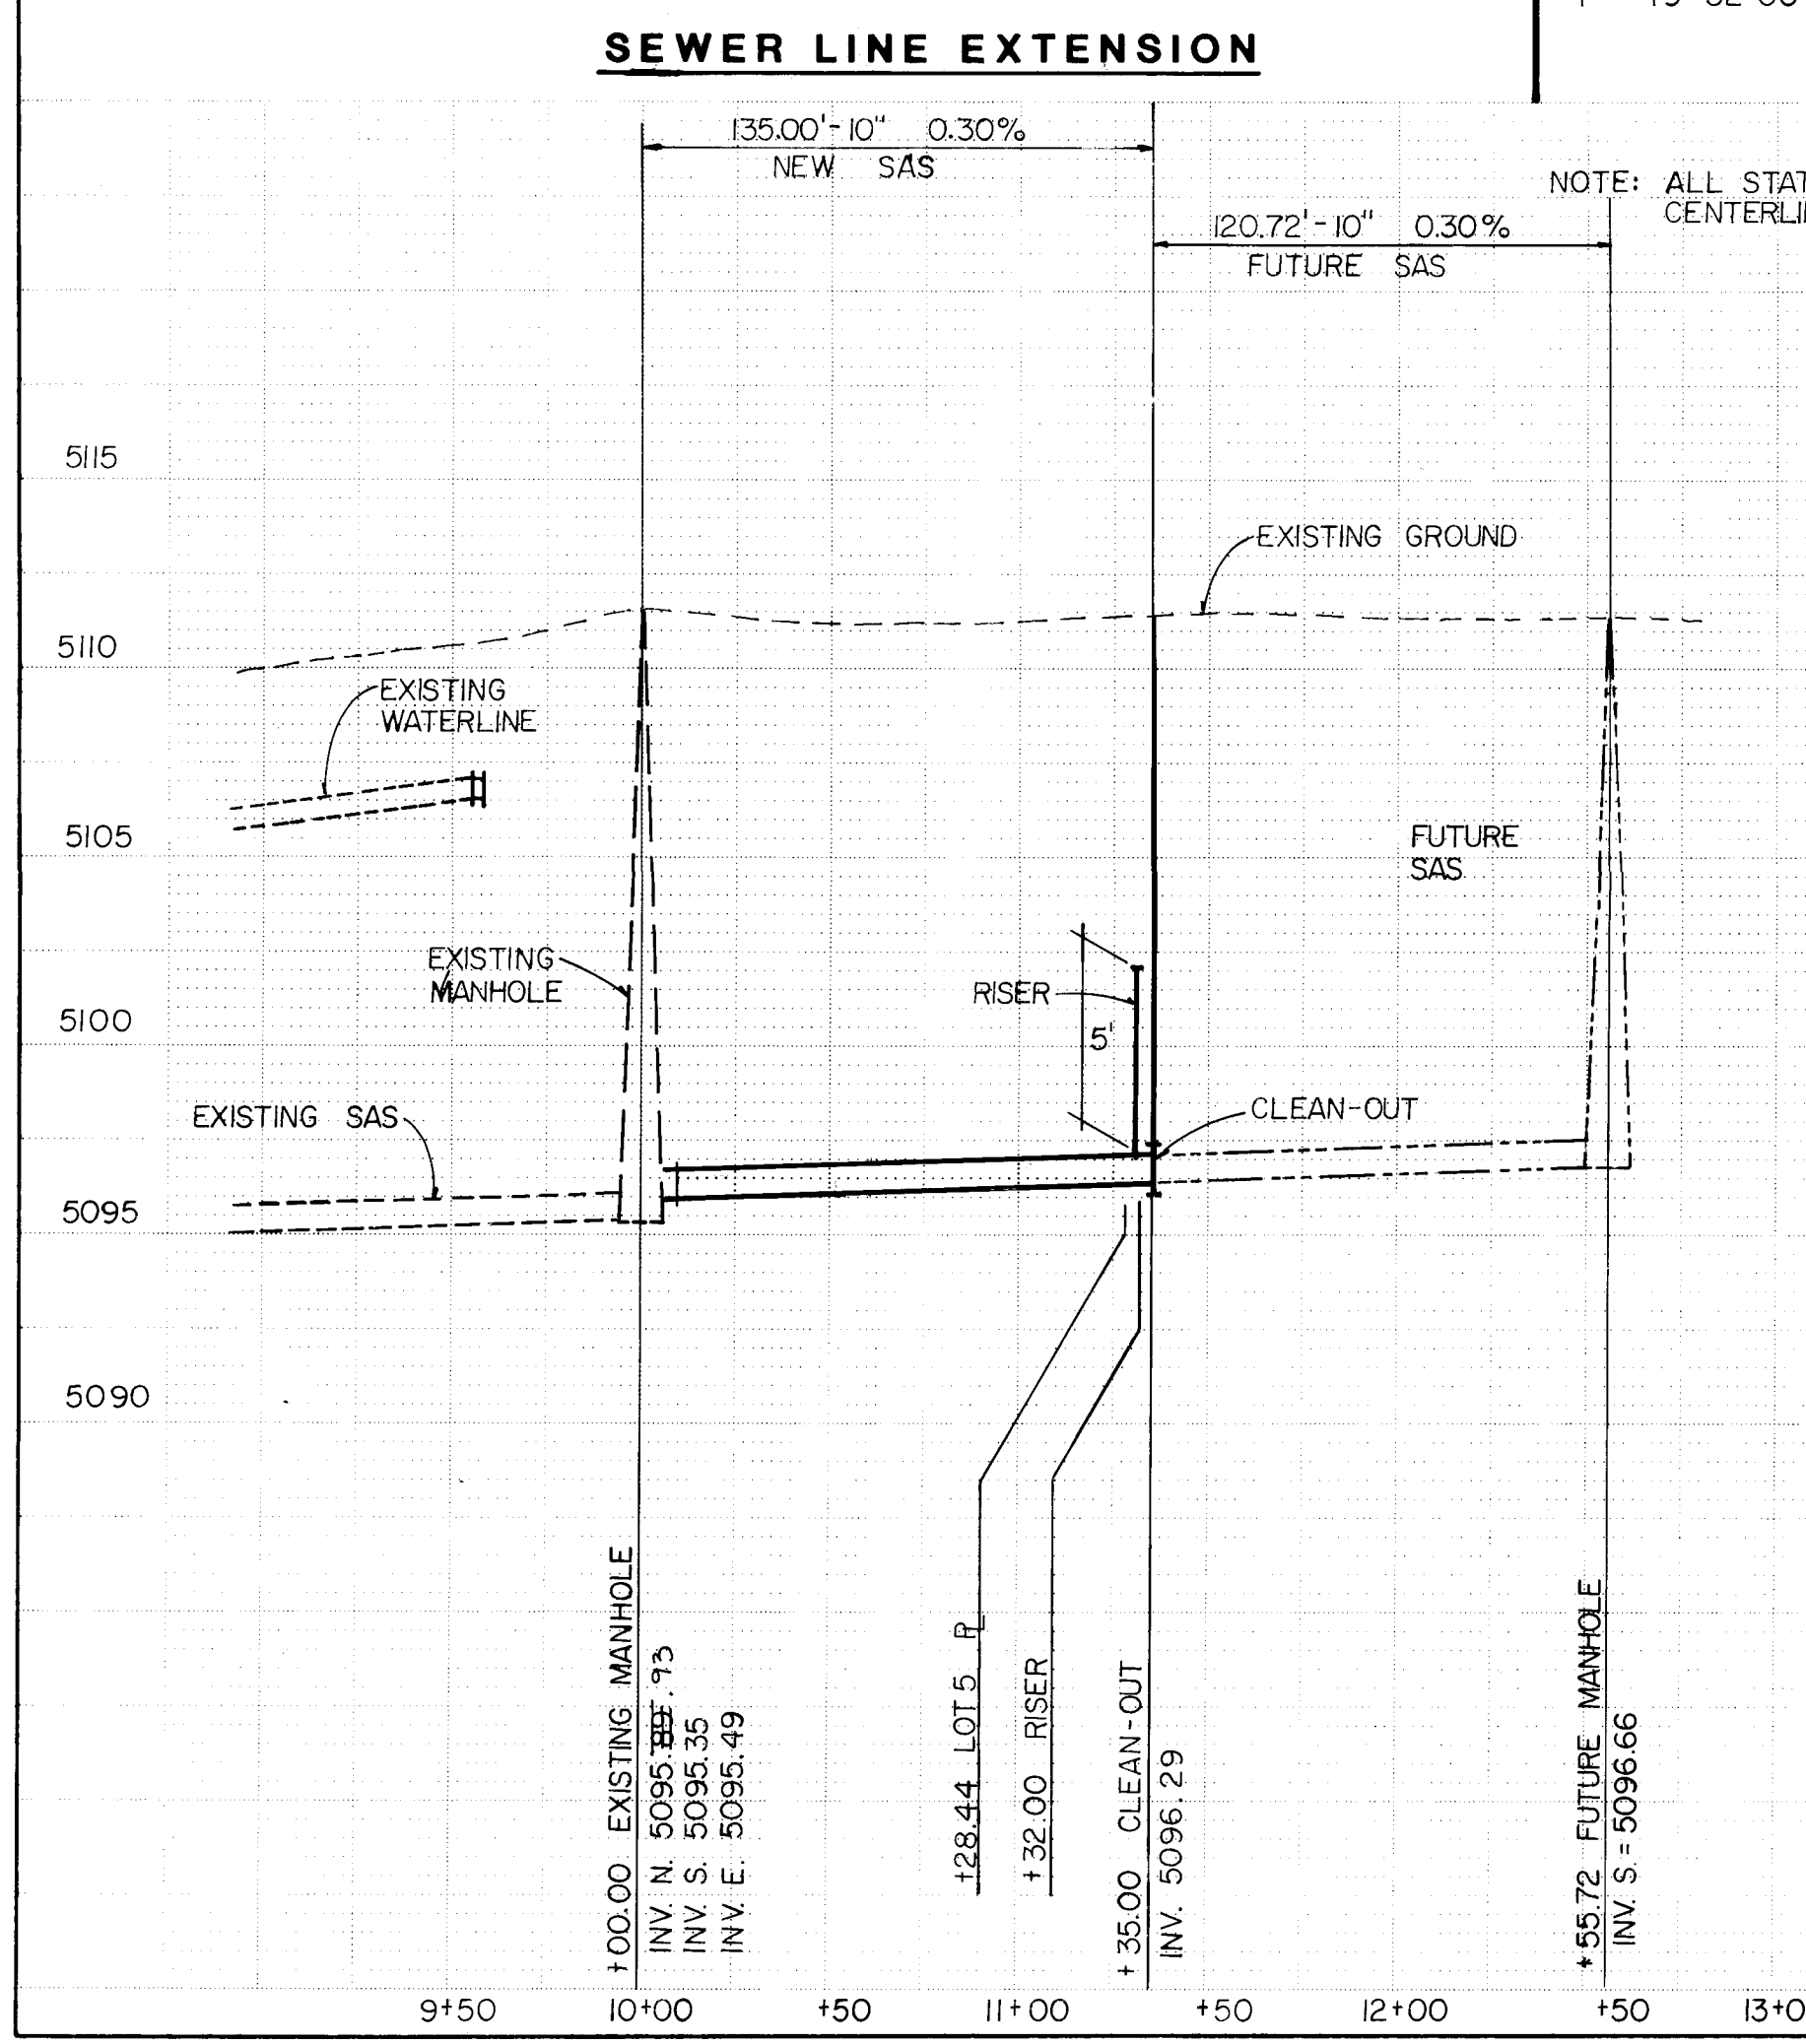 SEWER LINE EXTENSION
135.00'-10" 0.30%
NEW SAS
NOTE: ALL STAT
CENTERLI
120.72'-10" 0.30%
FUTURE SAS
5115
EXISTING GROUND
5110
EXISTING
WATERLINE
5105
FUTURE
SAS
EXISTING
MANHOLE
RISER
5100
5'
EXISTING SAS
CLEAN-OUT
5095
5090
+00.00 EXISTING MANHOLE
INV. N. 5095.93
INV. S. 5095.35
INV. E. 5095.49
+28.44 LOT 5 PL
+32.00 RISER
+35.00 CLEAN-OUT
INV. 5096.29
+55.72 FUTURE MANHOLE
INV. S. = 5096.66
9+50 10+00 +50 11+00 +50 12+00 +50 13+0